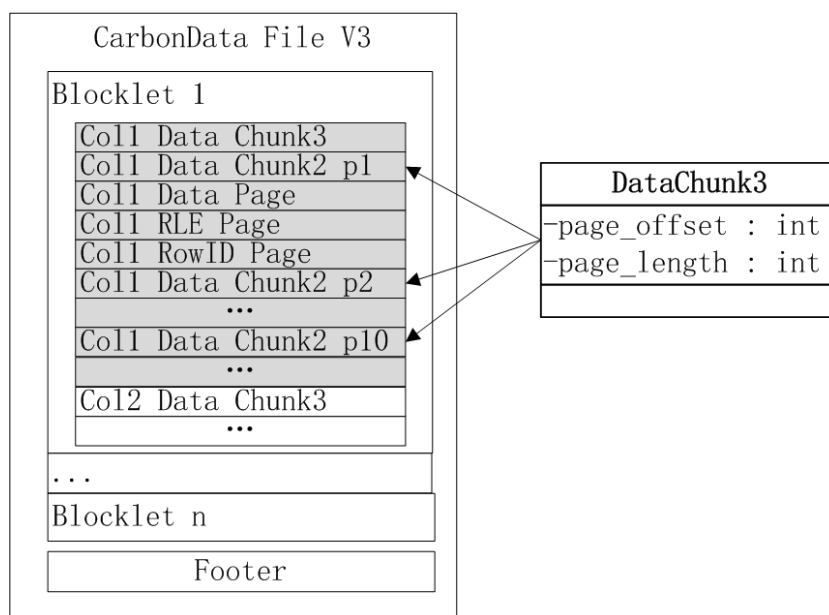 CarbonData File V3
Blocklet 1
Col1 Data Chunk3
Col1 Data Chunk2 p1
Col1 Data Page
Col1 RLE Page
Col1 RowID Page
Col1 Data Chunk2 p2
...
Col1 Data Chunk2 p10
...
Col2 Data Chunk3
...
...
Blocklet n
Footer
DataChunk3
-page_offset : int
-page_length : int